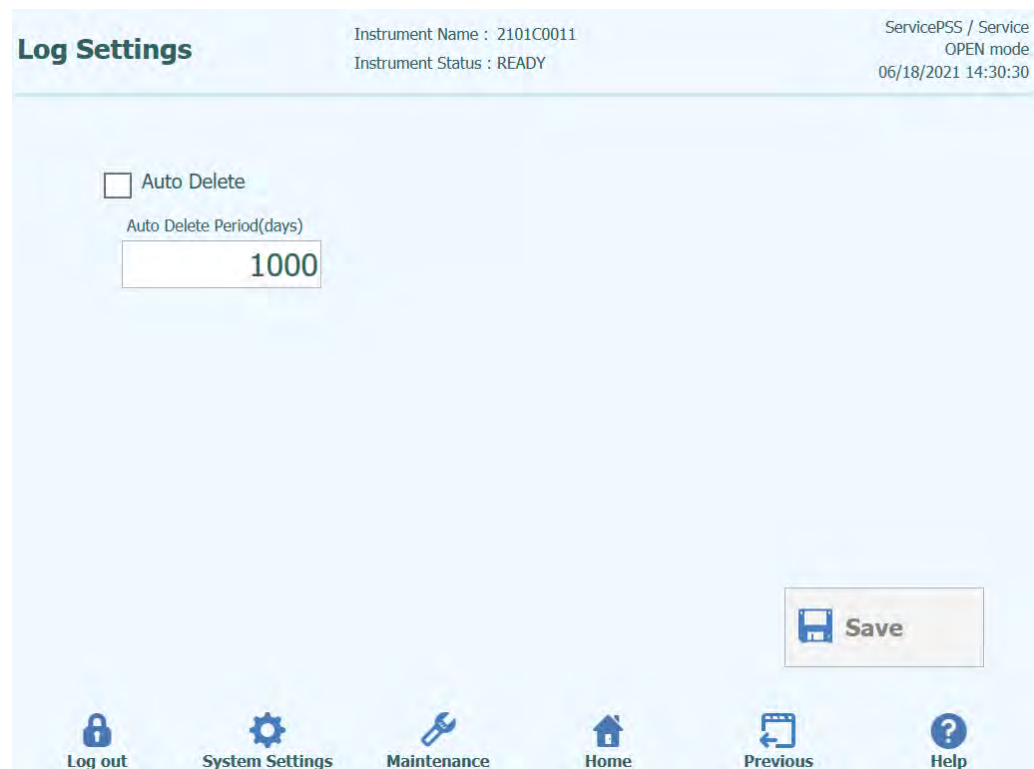 Log Settings
Instrument Name : 2101C0011
Instrument Status : READY
ServicePSS / Service
OPEN mode
06/18/2021 14:30:30
Auto Delete
Auto Delete Period(days)
1000
Save
Log out System Settings Maintenance Home Previous Help